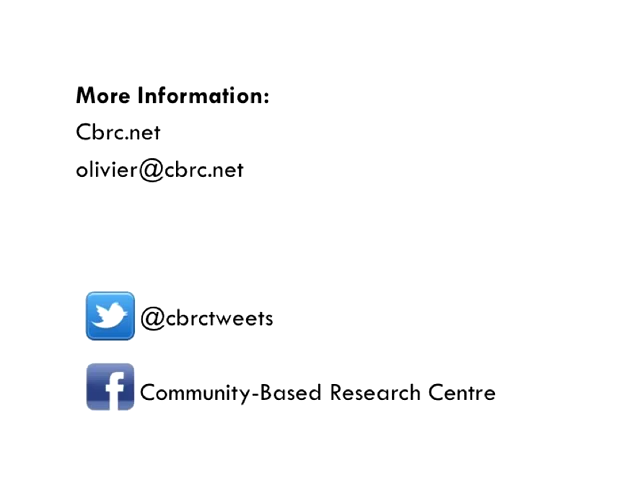 More Information:
Cbrc.net
olivier@cbrc.net
@cbrctweets
Community-Based Research Centre